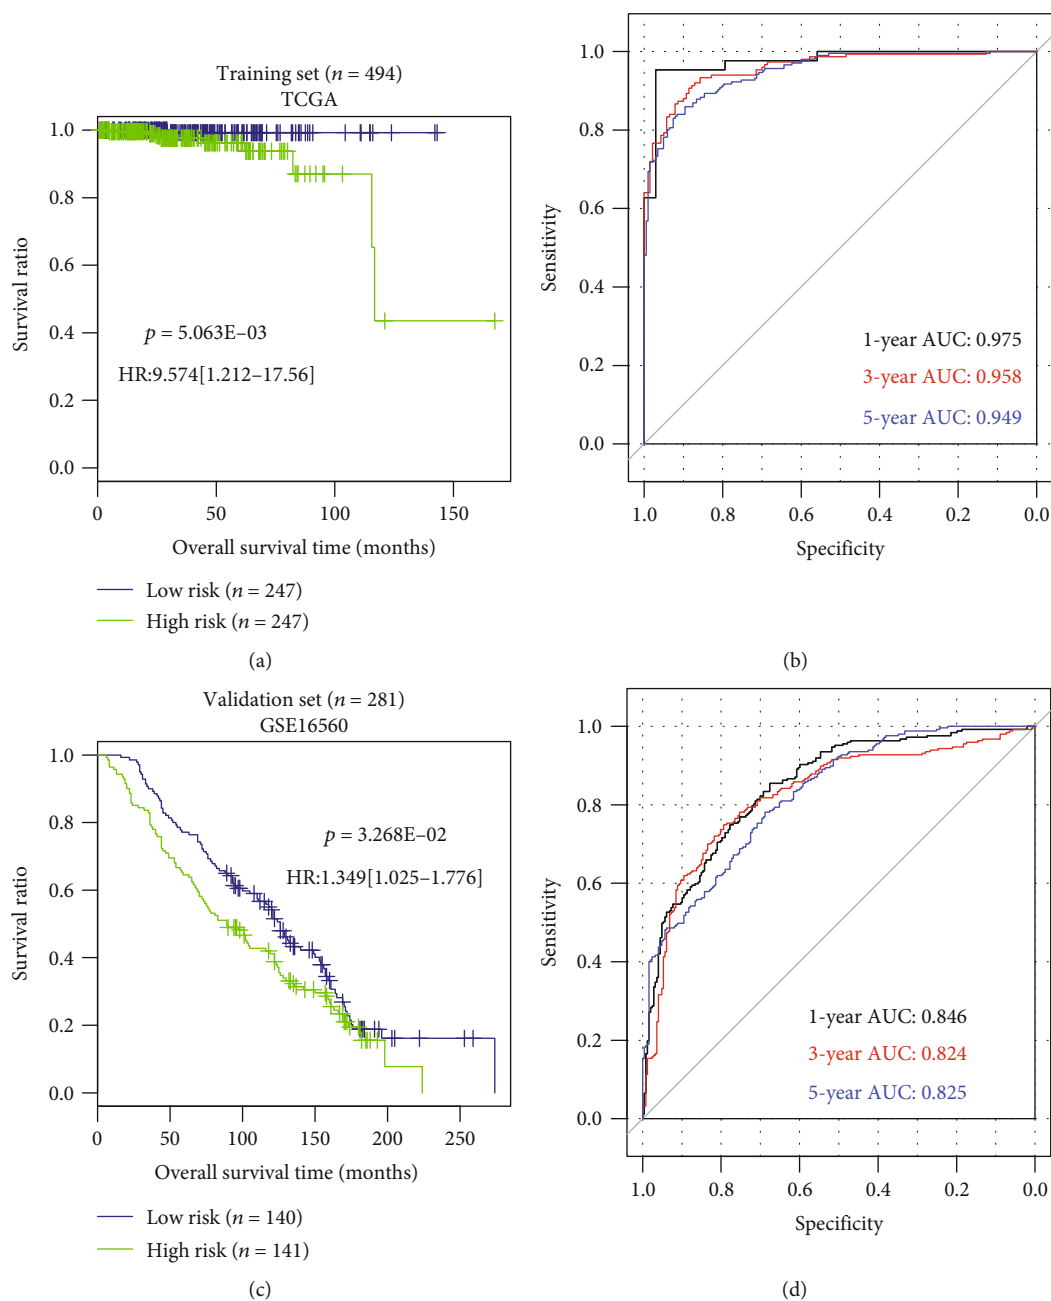 Training set (n = 494)
TCGA
Survival ratio
1.0
0.8
0.6
0.4
0.2
0.0
p = 5.063E–03
HR:9.574[1.212–17.56]
0 50 100 150
Overall survival time (months)
Low risk (n = 247)
High risk (n = 247)
(a)
Sensitivity
1.0
0.8
0.6
0.4
0.2
0.0
1-year AUC: 0.975
3-year AUC: 0.958
5-year AUC: 0.949
1.0 0.8 0.6 0.4 0.2 0.0
Specificity
(b)
Validation set (n = 281)
GSE16560
Survival ratio
1.0
0.8
0.6
0.4
0.2
0.0
p = 3.268E–02
HR:1.349[1.025–1.776]
0 50 100 150 200 250
Overall survival time (months)
Low risk (n = 140)
High risk (n = 141)
(c)
Sensitivity
1.0
0.8
0.6
0.4
0.2
0.0
1-year AUC: 0.846
3-year AUC: 0.824
5-year AUC: 0.825
1.0 0.8 0.6 0.4 0.2 0.0
Specificity
(d)